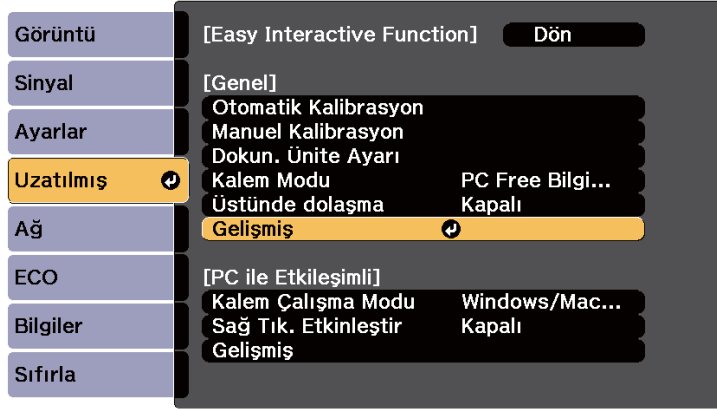 Görüntü
Sinyal
Ayarlar
Uzatılmış
Ağ
ECO
Bilgiler
Sıfırla
[Easy Interactive Function] Dön
[Genel]
Otomatik Kalibrasyon
Manuel Kalibrasyon
Dokun. Ünite Ayarı
Kalem Modu PC Free Bilgi...
Üstünde dolaşma Kapalı
Gelişmiş
[PC ile Etkileşimli]
Kalem Çalışma Modu Windows/Mac...
Sağ Tık. Etkinleştir Kapalı
Gelişmiş